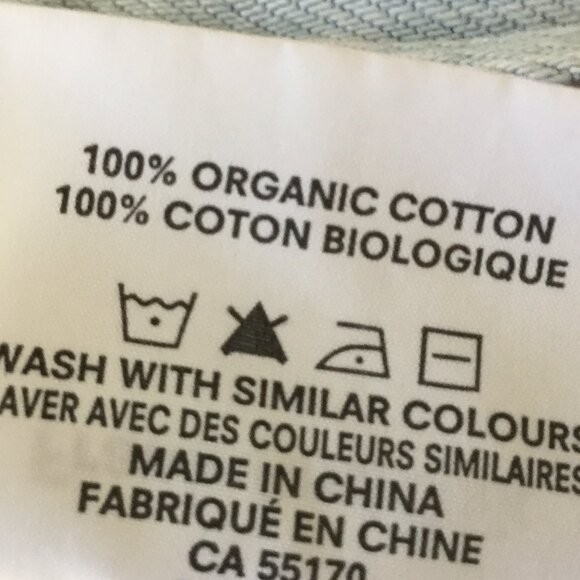 100% ORGANIC COTTON
100% COTON BIOLOGIQUE
WASH WITH SIMILAR COLOURS
AVER AVEC DES COULEURS SIMILAIRES
MADE IN CHINA
FABRIQUÉ EN CHINE
CA 55170